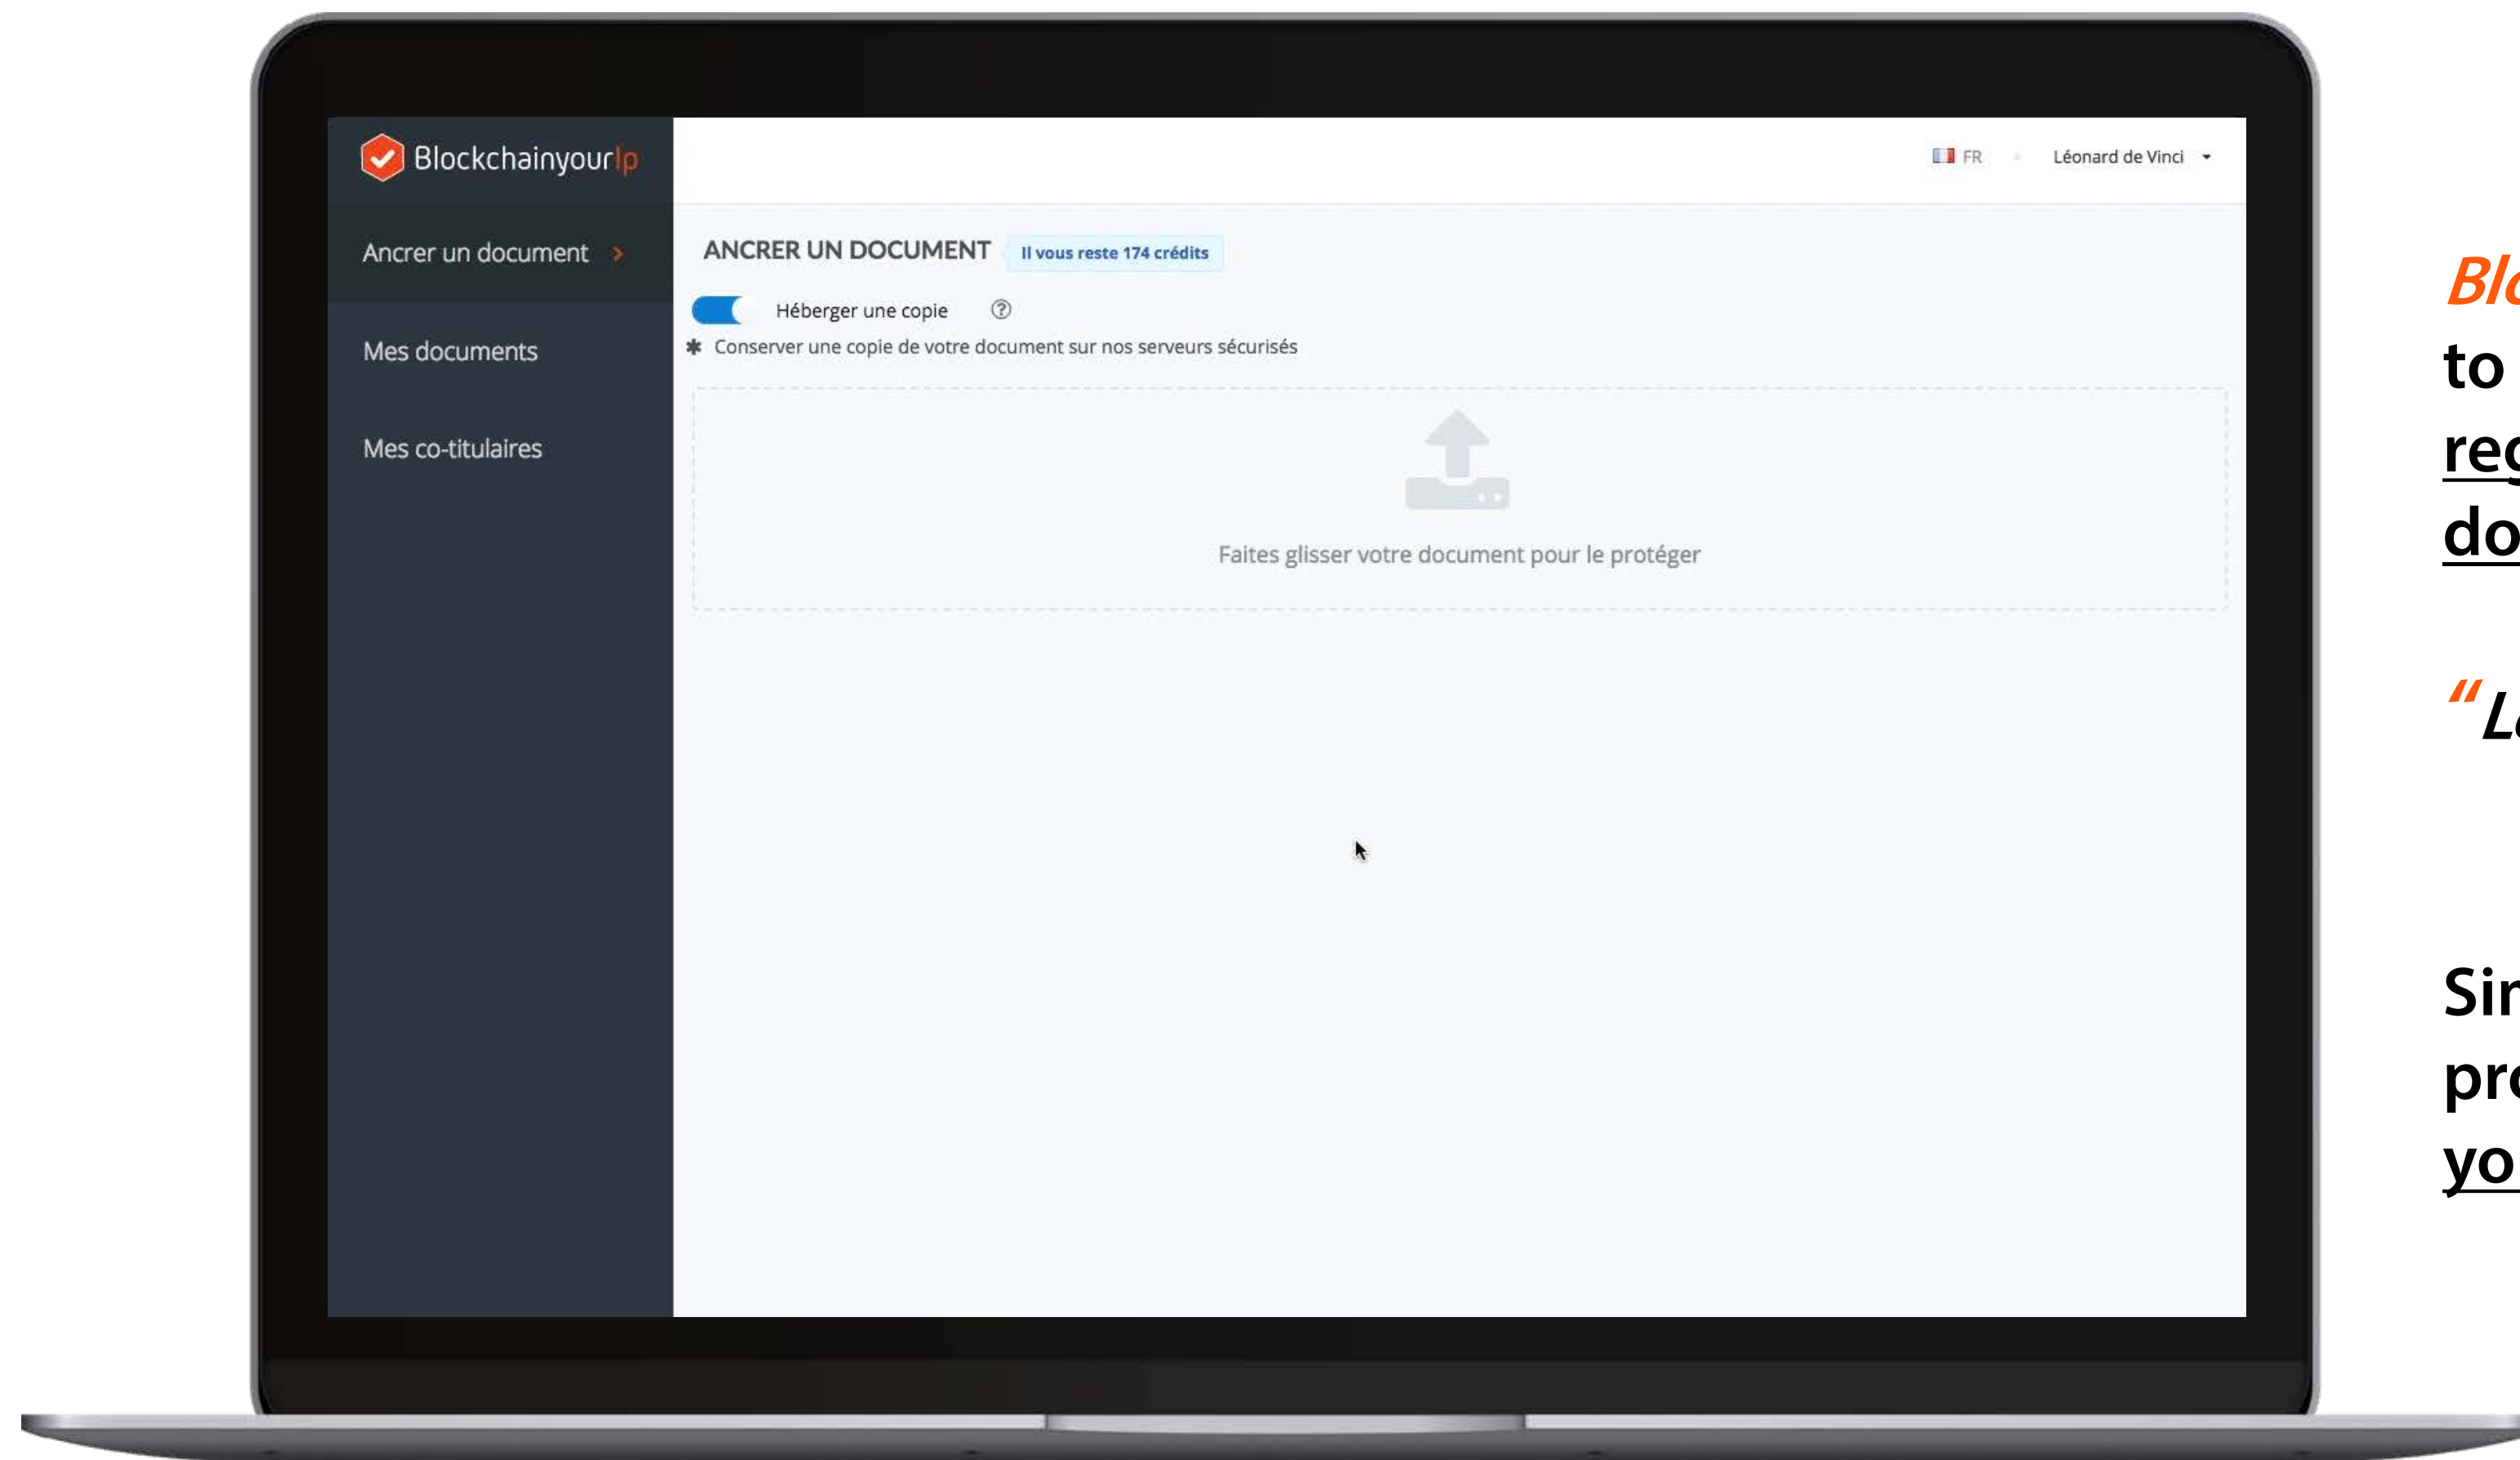 BlockchainyourIp
FR
Léonard de Vinci
Ancrer un document
Mes documents
Mes co-titulaires
ANCRER UN DOCUMENT
Il vous reste 174 crédits
Héberger une copie
Conserver une copie de votre document sur nos serveurs sécurisés
Faites glisser votre document pour le protéger
to